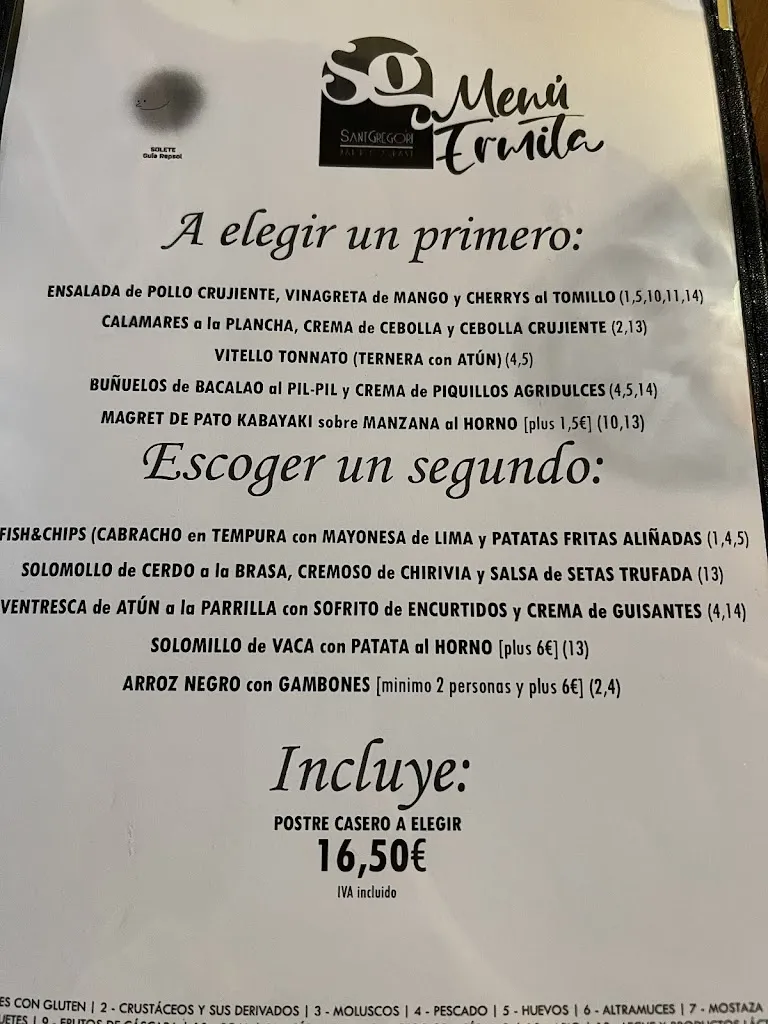 SOLETE
Guía Repsol
SQ
SANTGREGORI
Menú
Ermita
A elegir un primero:
ENSALADA de POLLO CRUJIENTE, VINAGRETA de MANGO y CHERRYS al TOMILLO (1,5,10,11,14)
CALAMARES a la PLANCHA, CREMA de CEBOLLA y CEBOLLA CRUJIENTE (2,13)
VITELLO TONNATO (TERNERA con ATÚN) (4,5)
BUÑUELOS de BACALAO al PIL-PIL y CREMA de PIQUILLOS AGRIDULCES (4,5,14)
MAGRET DE PATO KABAYAKI sobre MANZANA al HORNO [plus 1,5€] (10,13)
Escoger un segundo:
FISH&CHIPS (CABRACHO en TEMPURA con MAYONESA de LIMA y PATATAS FRITAS ALIÑADAS (1,4,5)
SOLOMOLLO de CERDO a la BRASA, CREMOSO de CHIRIVIA y SALSA de SETAS TRUFADA (13)
VENTRESCA de ATÚN a la PARRILLA con SOFRITO de ENCURTIDOS y CREMA de GUISANTES (4,14)
SOLOMILLO de VACA con PATATA al HORNO [plus 6€] (13)
ARROZ NEGRO con GAMBONES [minimo 2 personas y plus 6€] (2,4)
Incluye:
POSTRE CASERO A ELEGIR
16,50€
IVA incluido
ES CON GLUTEN | 2 - CRUSTÁCEOS Y SUS DERIVADOS | 3 - MOLUSCOS | 4 - PESCADO | 5 - HUEVOS | 6 - ALTRAMUCES | 7 - MOSTAZA